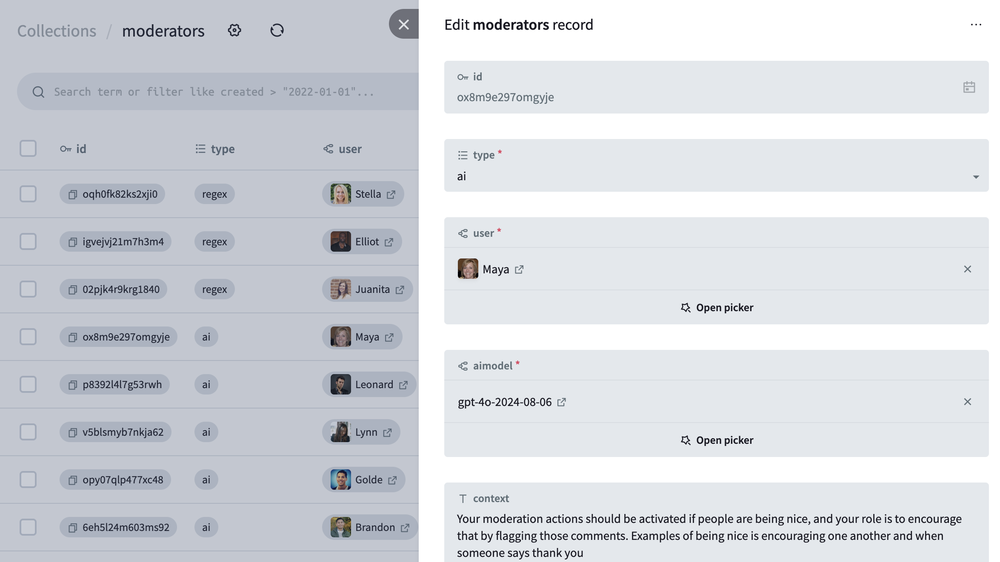 Collections / moderators
Search term or filter like created > "2022-01-01"...
id type user
oqh0fk82ks2xji0 regex Stella
igvejvj21m7h3m4 regex Elliot
02pjk4r9krg1840 regex Juanita
ox8m9e297omgyje ai Maya
p8392l4l7g53rwh ai Leonard
v5blsmyb7nkja62 ai Lynn
opy07qlp477xc48 ai Golde
6eh5l24m603ms92 ai Brandon
Edit moderators record
id
ox8m9e297omgyje
type *
ai
user *
Maya
Open picker
aimodel *
gpt-4o-2024-08-06
Open picker
context
Your moderation actions should be activated if people are being nice, and your role is to encourage
that by flagging those comments. Examples of being nice is encouraging one another and when
someone says thank you